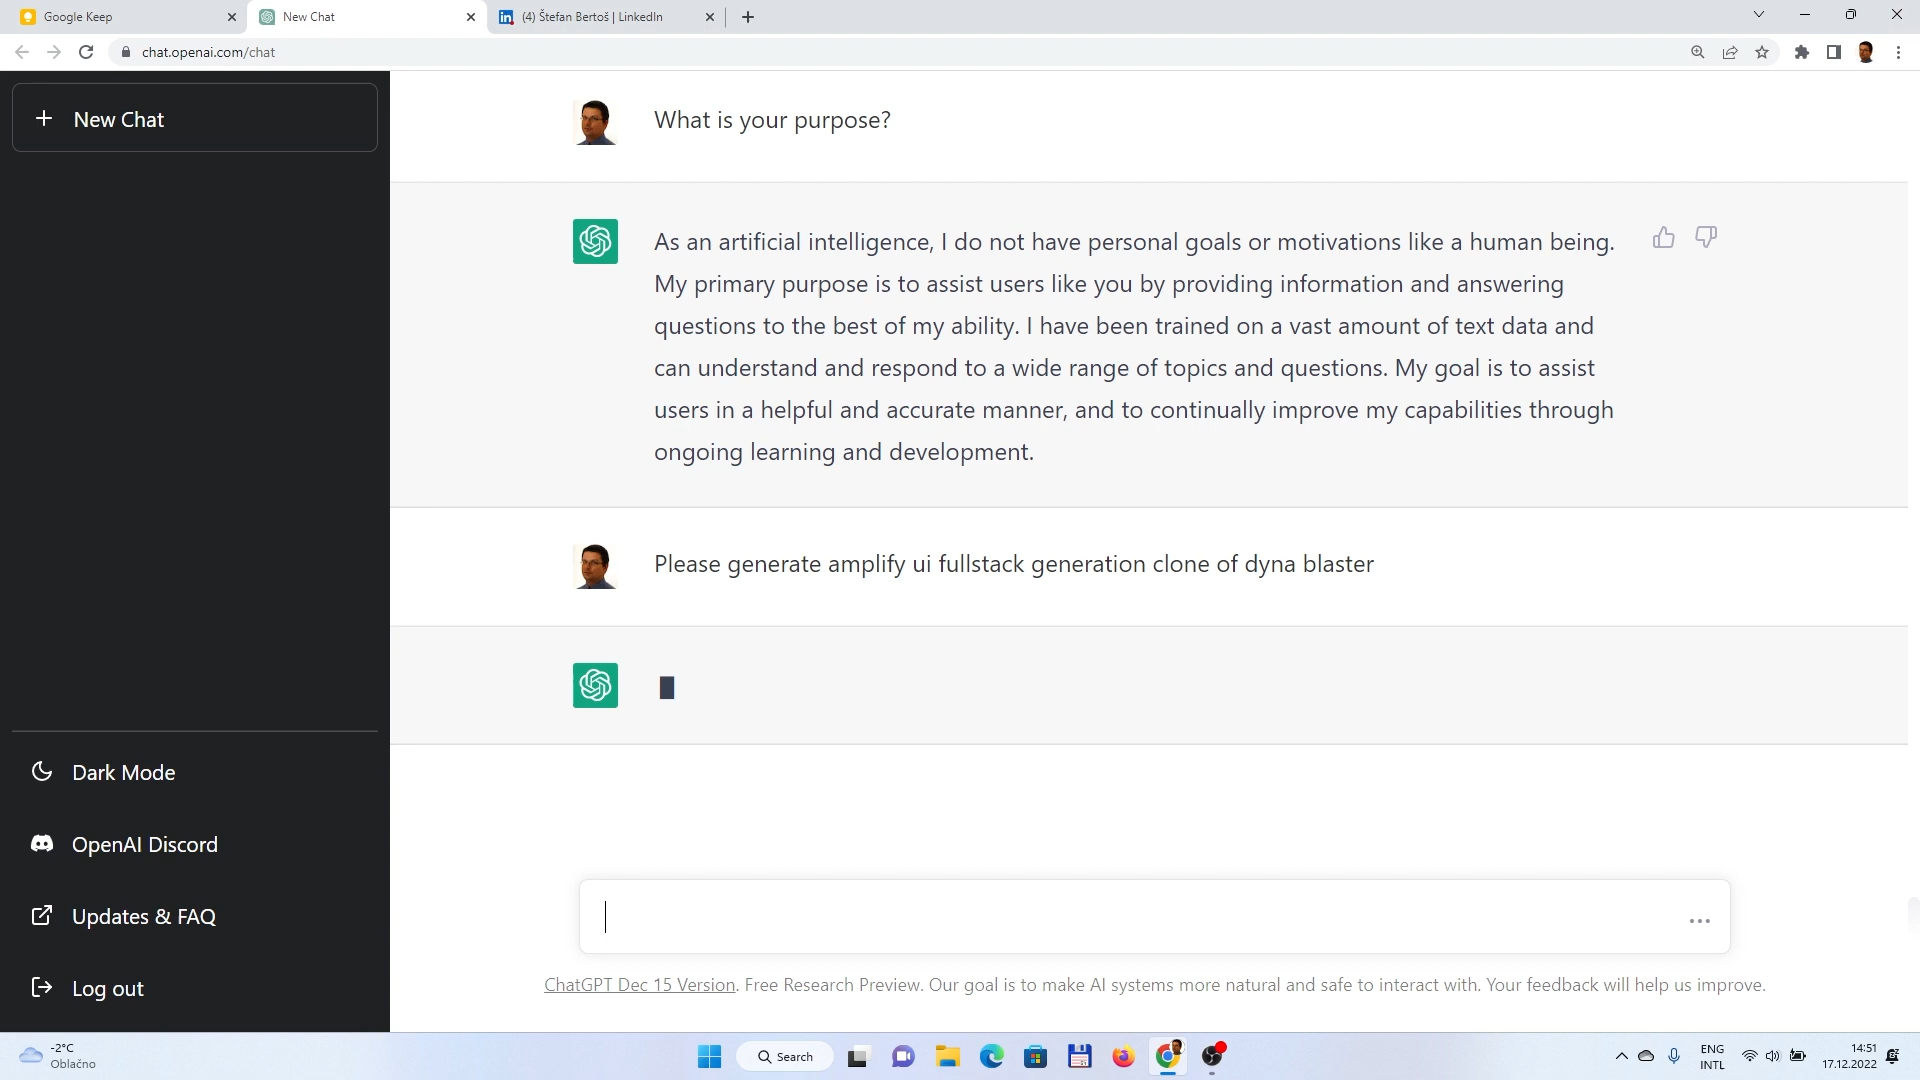 Google Keep
New Chat
(4) Štefan Bertoš | LinkedIn
chat.openai.com/chat
New Chat
What is your purpose?
As an artificial intelligence, I do not have personal goals or motivations like a human being.
My primary purpose is to assist users like you by providing information and answering
questions to the best of my ability. I have been trained on a vast amount of text data and
can understand and respond to a wide range of topics and questions. My goal is to assist
users in a helpful and accurate manner, and to continually improve my capabilities through
ongoing learning and development.
Please generate amplify ui fullstack generation clone of dyna blaster
Dark Mode
OpenAI Discord
Updates & FAQ
Log out
ChatGPT Dec 15 Version. Free Research Preview. Our goal is to make AI systems more natural and safe to interact with. Your feedback will help us improve.
-2°C
Oblačno
Search
ENG
INTL
14:51
17.12.2022